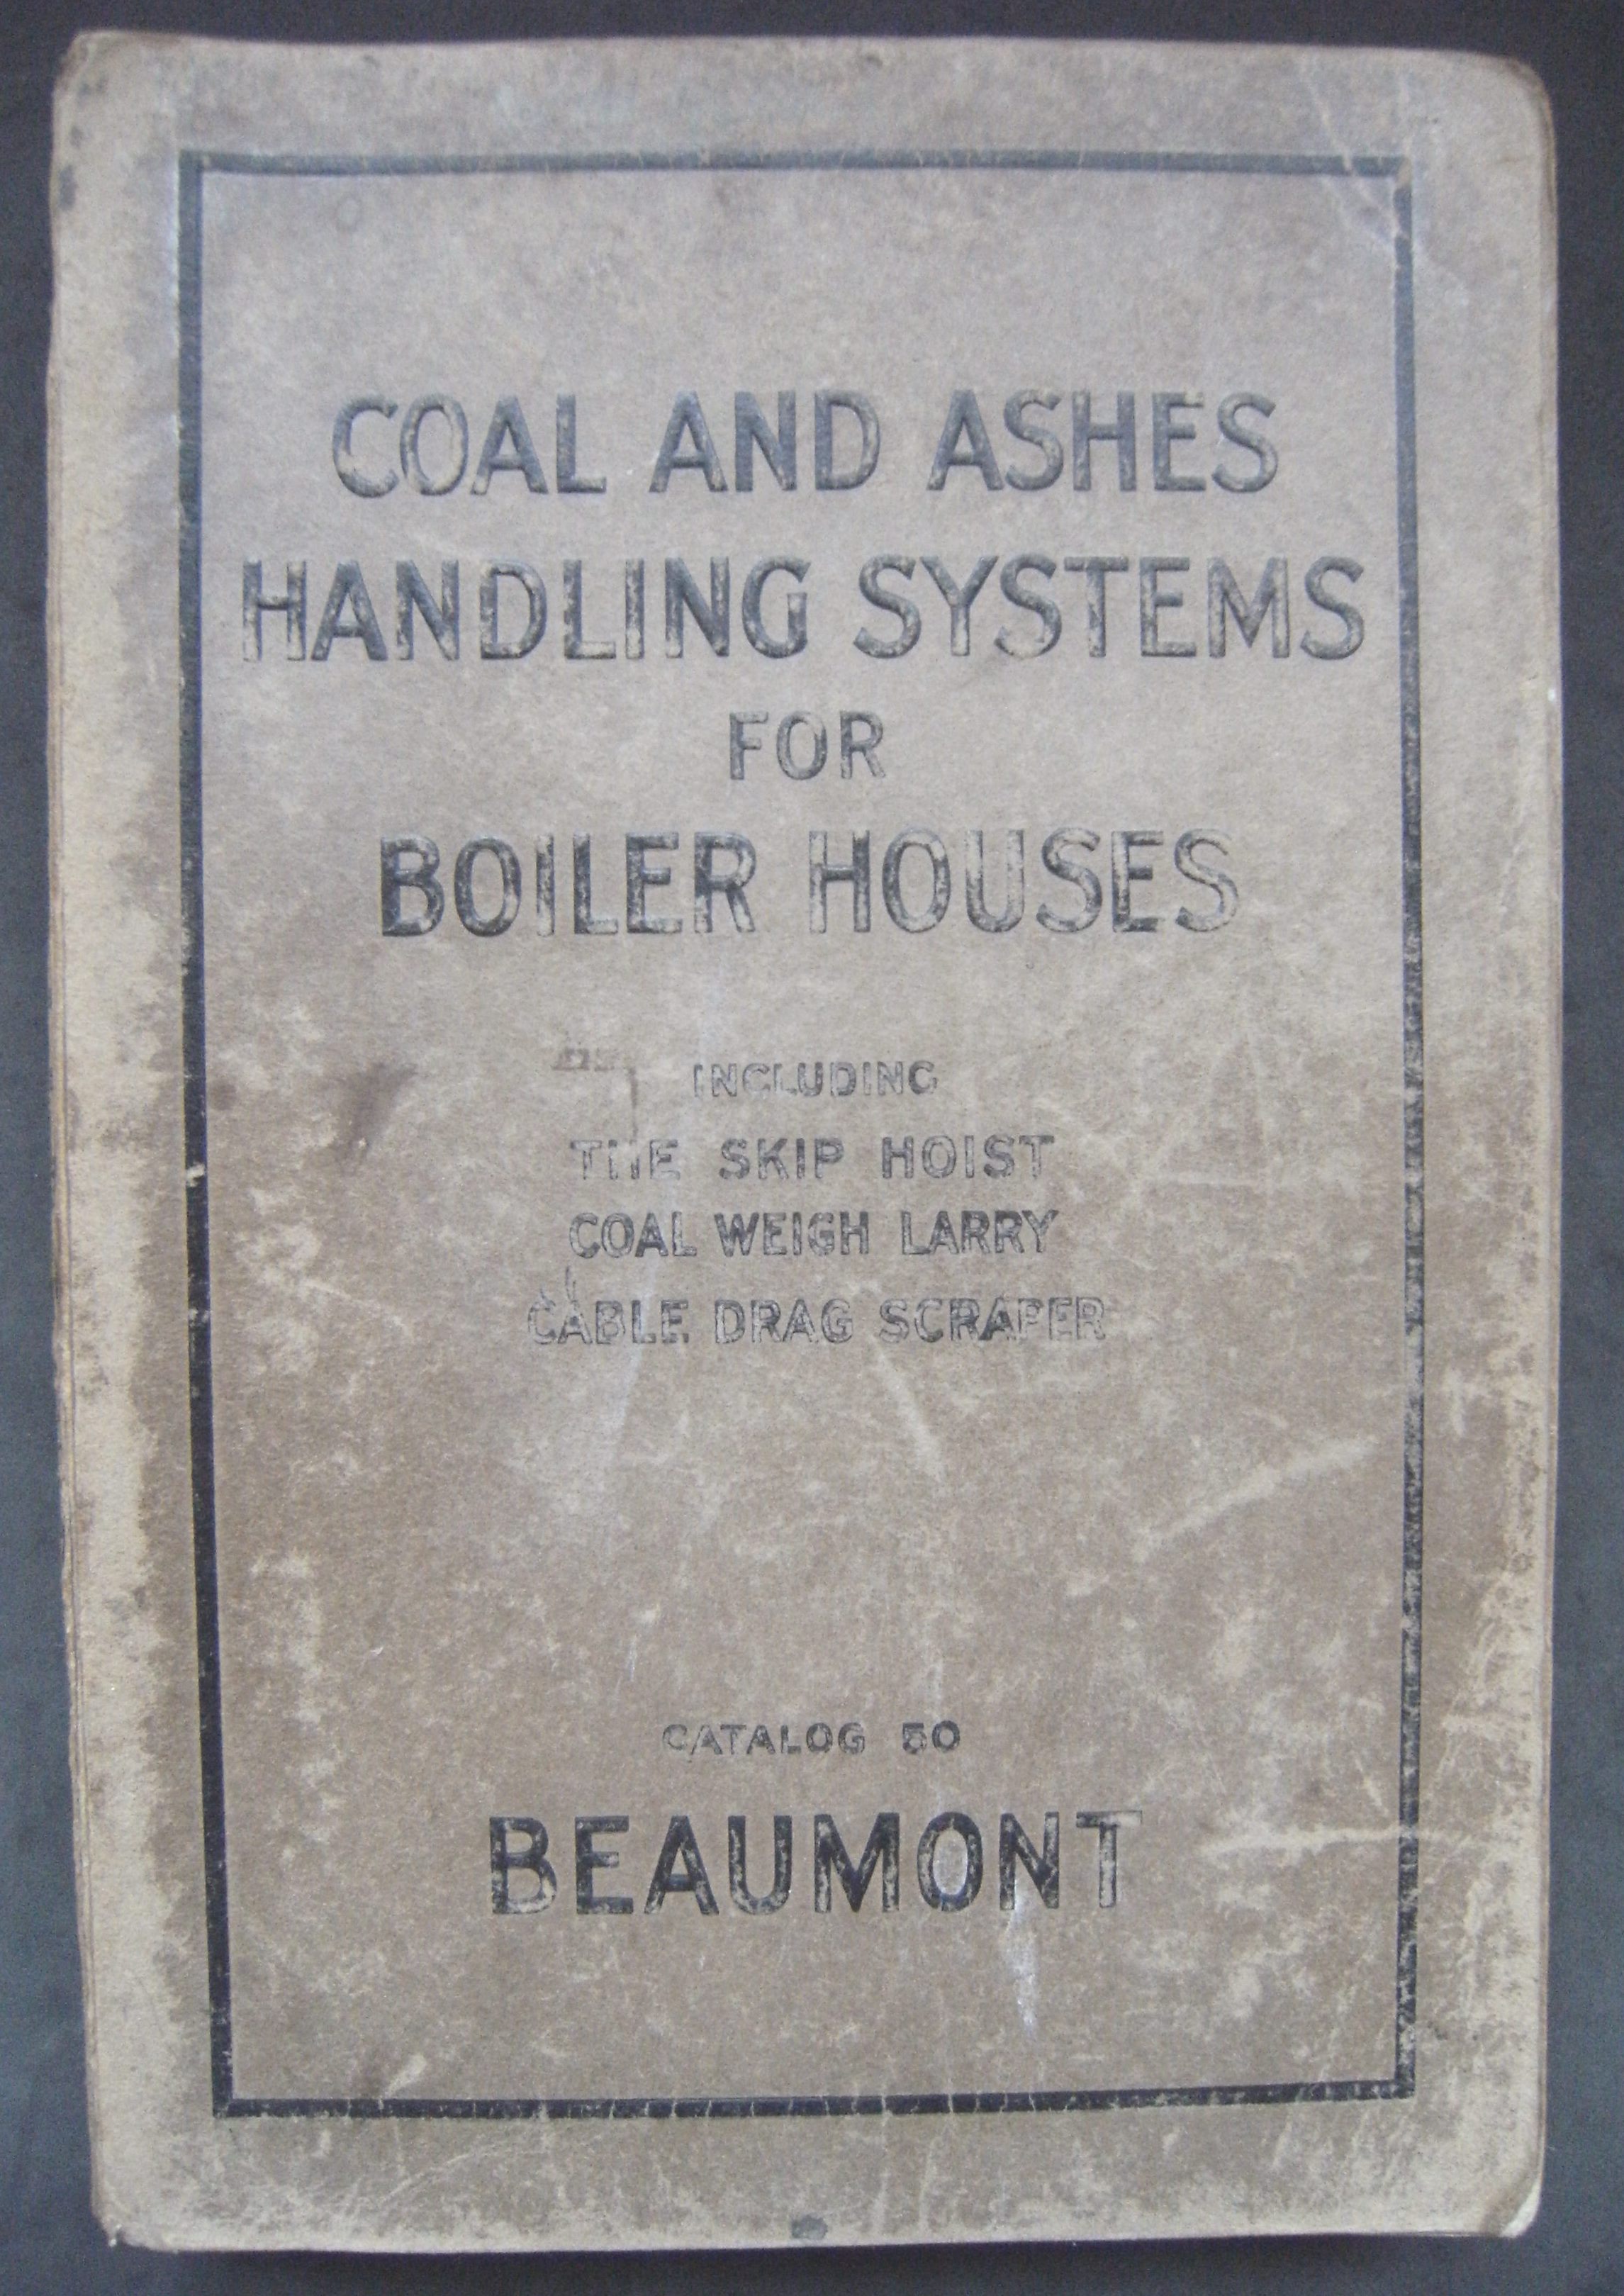 COAL AND ASHES
HANDLING SYSTEMS
FOR
BOILER HOUSES
INCLUDING
THE SKIP HOIST
COAL WEIGH LARRY
CABLE DRAG SCRAPER
CATALOG 50
BEAUMONT